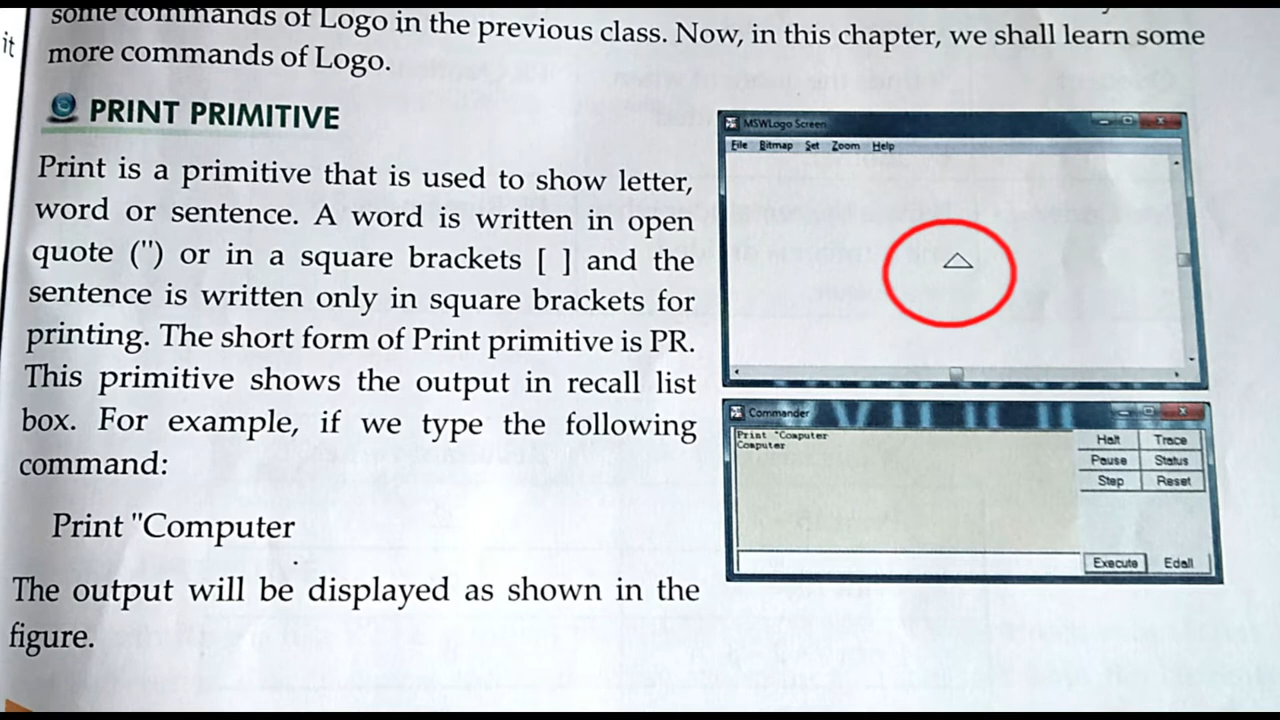 it
some commands of Logo in the previous class. Now, in this chapter, we shall learn some
more commands of Logo.
PRINT PRIMITIVE
Print is a primitive that is used to show letter,
word or sentence. A word is written in open
quote (") or in a square brackets [ ] and the
sentence is written only in square brackets for
printing. The short form of Print primitive is PR.
This primitive shows the output in recall list
box. For example, if we type the following
command:
Print "Computer
The output will be displayed as shown in the
figure.
MSWLogo Screen
File Bitmap Set Zoom Help
Commander
Print "Computer
Computer
Halt Trace
Pause Status
Step Reset
Execute Edall